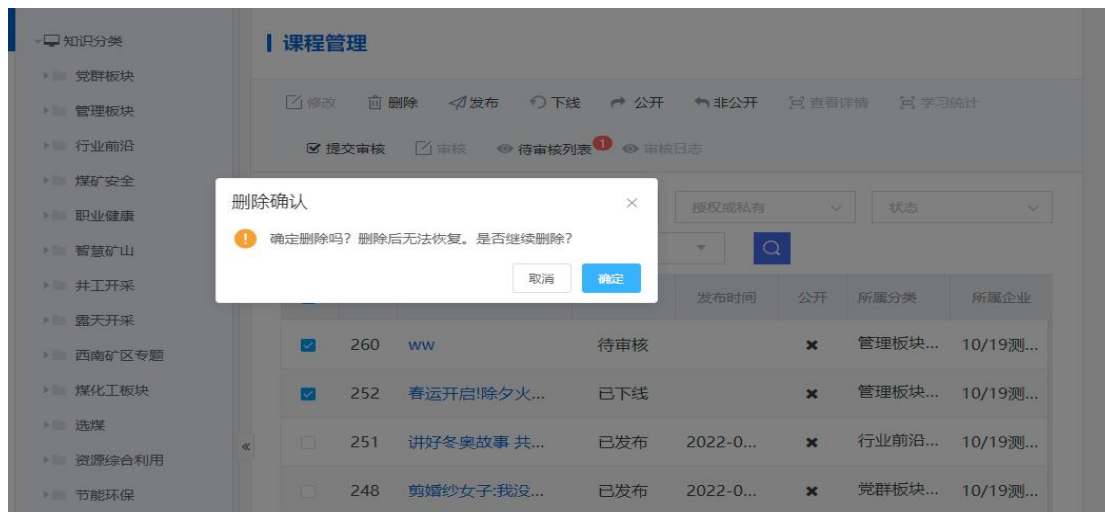 知识分类
党群板块
管理板块
行业前沿
煤矿安全
职业健康
智慧矿山
井工开采
露天开采
西南矿区专题
煤化工板块
选煤
资源综合利用
节能环保
课程管理
修改 删除 发布 下线 公开 非公开 查看详情 学习统计
提交审核 审核 待审核列表 1 审核日志
删除确认
授权或私有 状态
确定删除吗？删除后无法恢复。是否继续删除？
取消 确定
发布时间 公开 所属分类 所属企业
260 ww 待审核 管理板块... 10/19测...
252 春运开启!除夕火... 已下线 管理板块... 10/19测...
251 讲好冬奥故事 共... 已发布 2022-0... 行业前沿... 10/19测...
248 剪婚纱女子:我没... 已发布 2022-0... 党群板块... 10/19测...